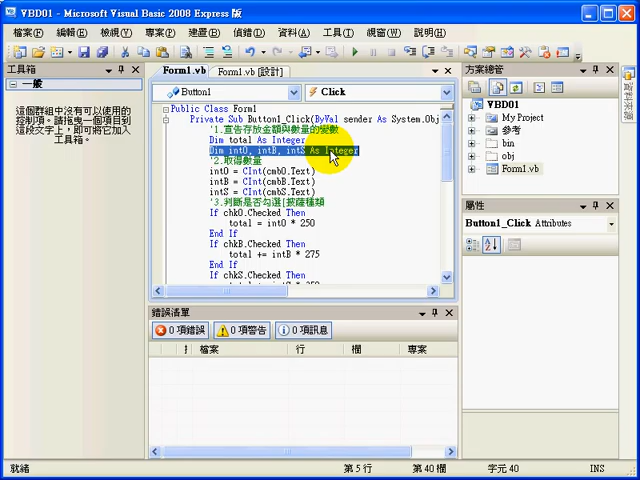 VBD01 - Microsoft Visual Basic 2008 Express 版
檔案(F) 編輯(E) 檢視(V) 專案(P) 建置(B) 偵錯(D) 資料(A) 工具(T) 視窗(W) 說明(H)
工具箱
一般
這個群組中沒有可以使用的
控制項。請拖曳一個項目到
這段文字上，即可將它加入
工具箱。
Form1.vb Form1.vb [設計]
Button1 Click
Public Class Form1
Private Sub Button1_Click(ByVal sender As System.Obj
'1.宣告存放金額與數量的變數
Dim total As Integer
Dim intO, intB, intS As Integer
'2.取得數量
intO = CInt(cmbO.Text)
intB = CInt(cmbB.Text)
intS = CInt(cmbS.Text)
'3.判斷是否勾選[披薩種類
If chkO.Checked Then
total = intO * 250
End If
If chkB.Checked Then
total += intB * 275
End If
If chkS.Checked Then
方案總管
VBD01
My Project
參考
bin
obj
Form1.vb
資料來源
屬性
Button1_Click Attributes
錯誤清單
0 項錯誤 0 項警告 0 項訊息
檔案 行 欄 專案
就緒 第 5 行 第 40 欄 字元 40 INS